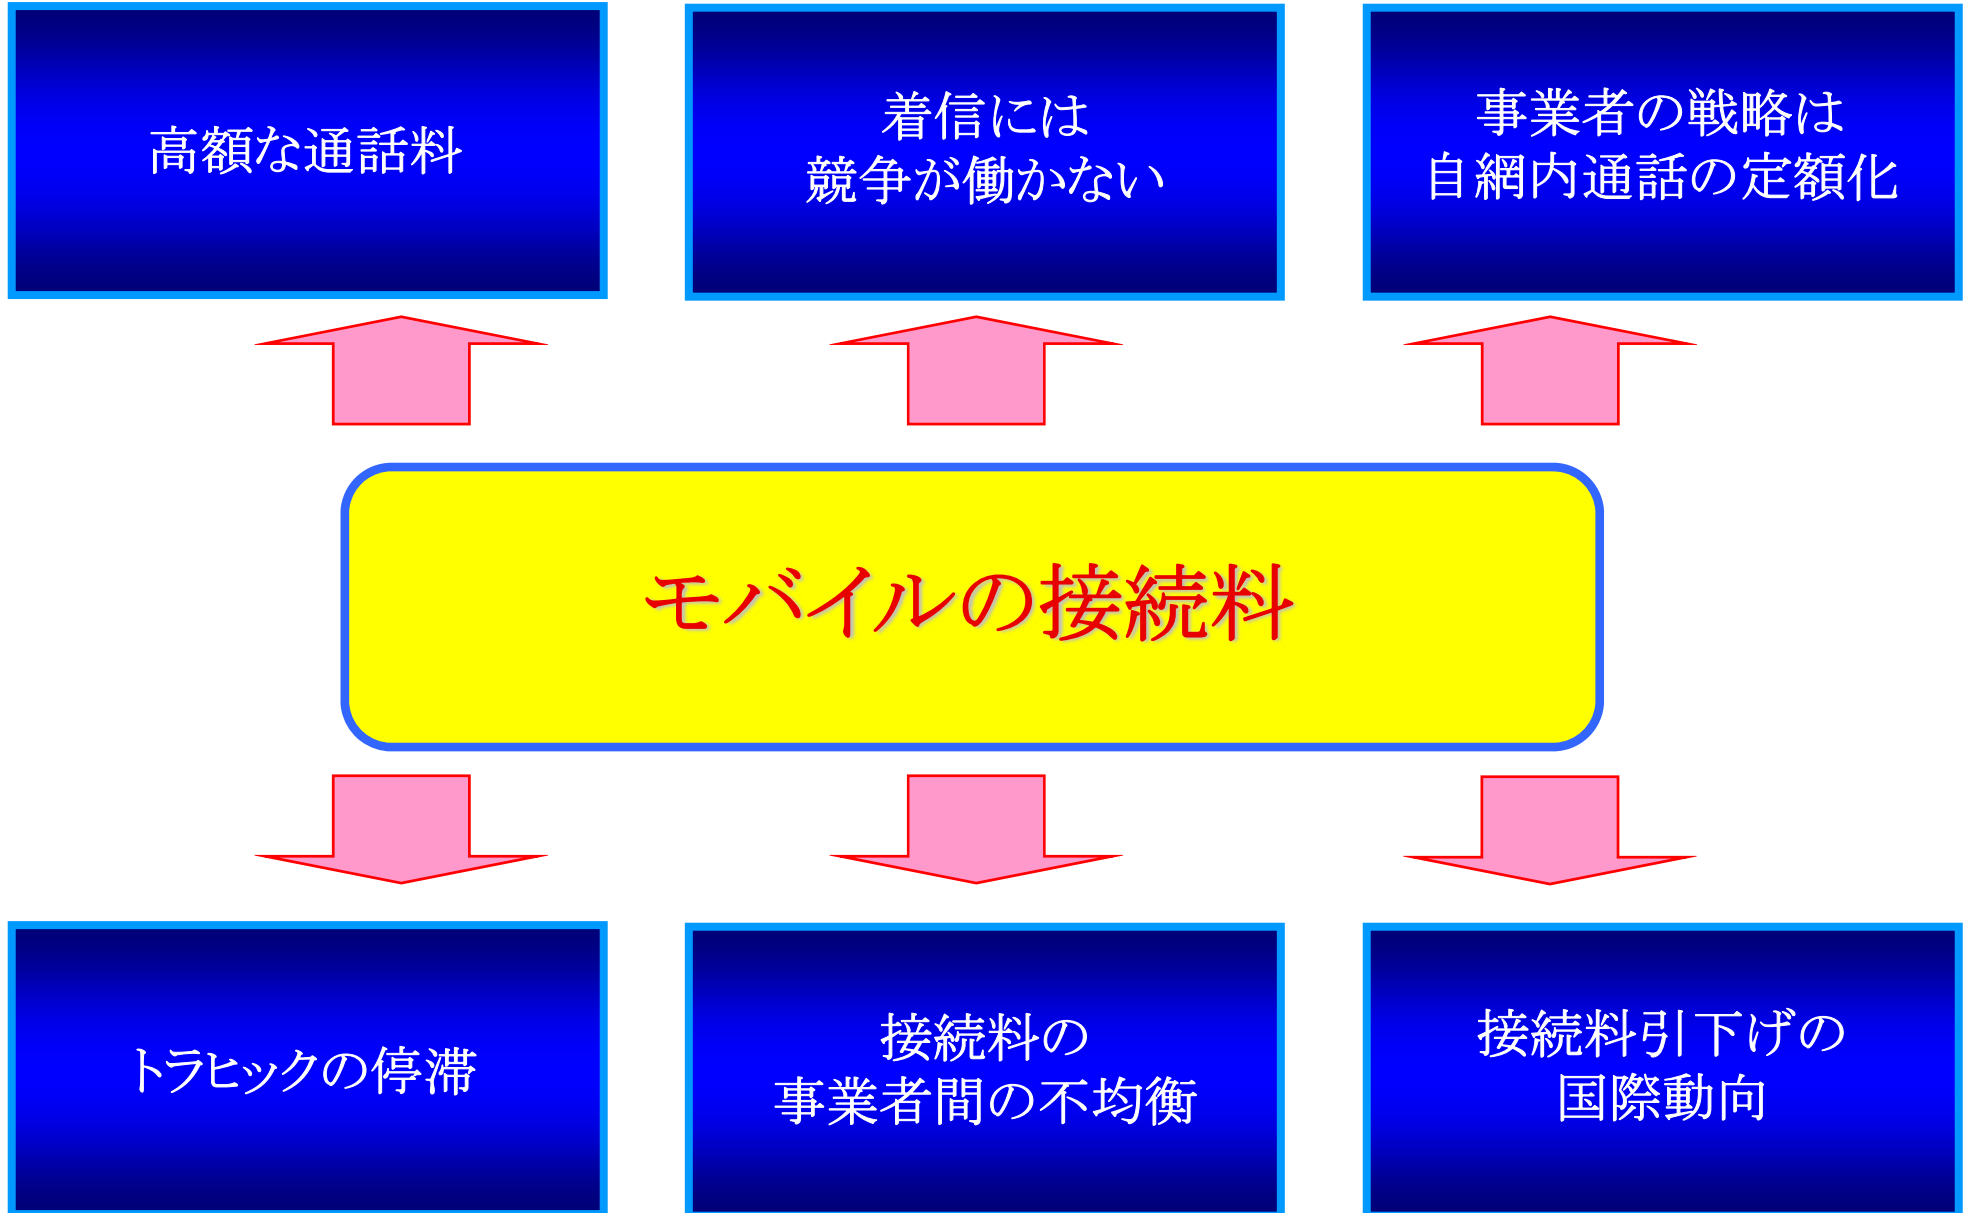 高額な通話料
着信には
競争が働かない
事業者の戦略は
自網内通話の定額化
モバイルの接続料
トラヒックの停滞
接続料の
事業者間の不均衡
接続料引下げの
国際動向